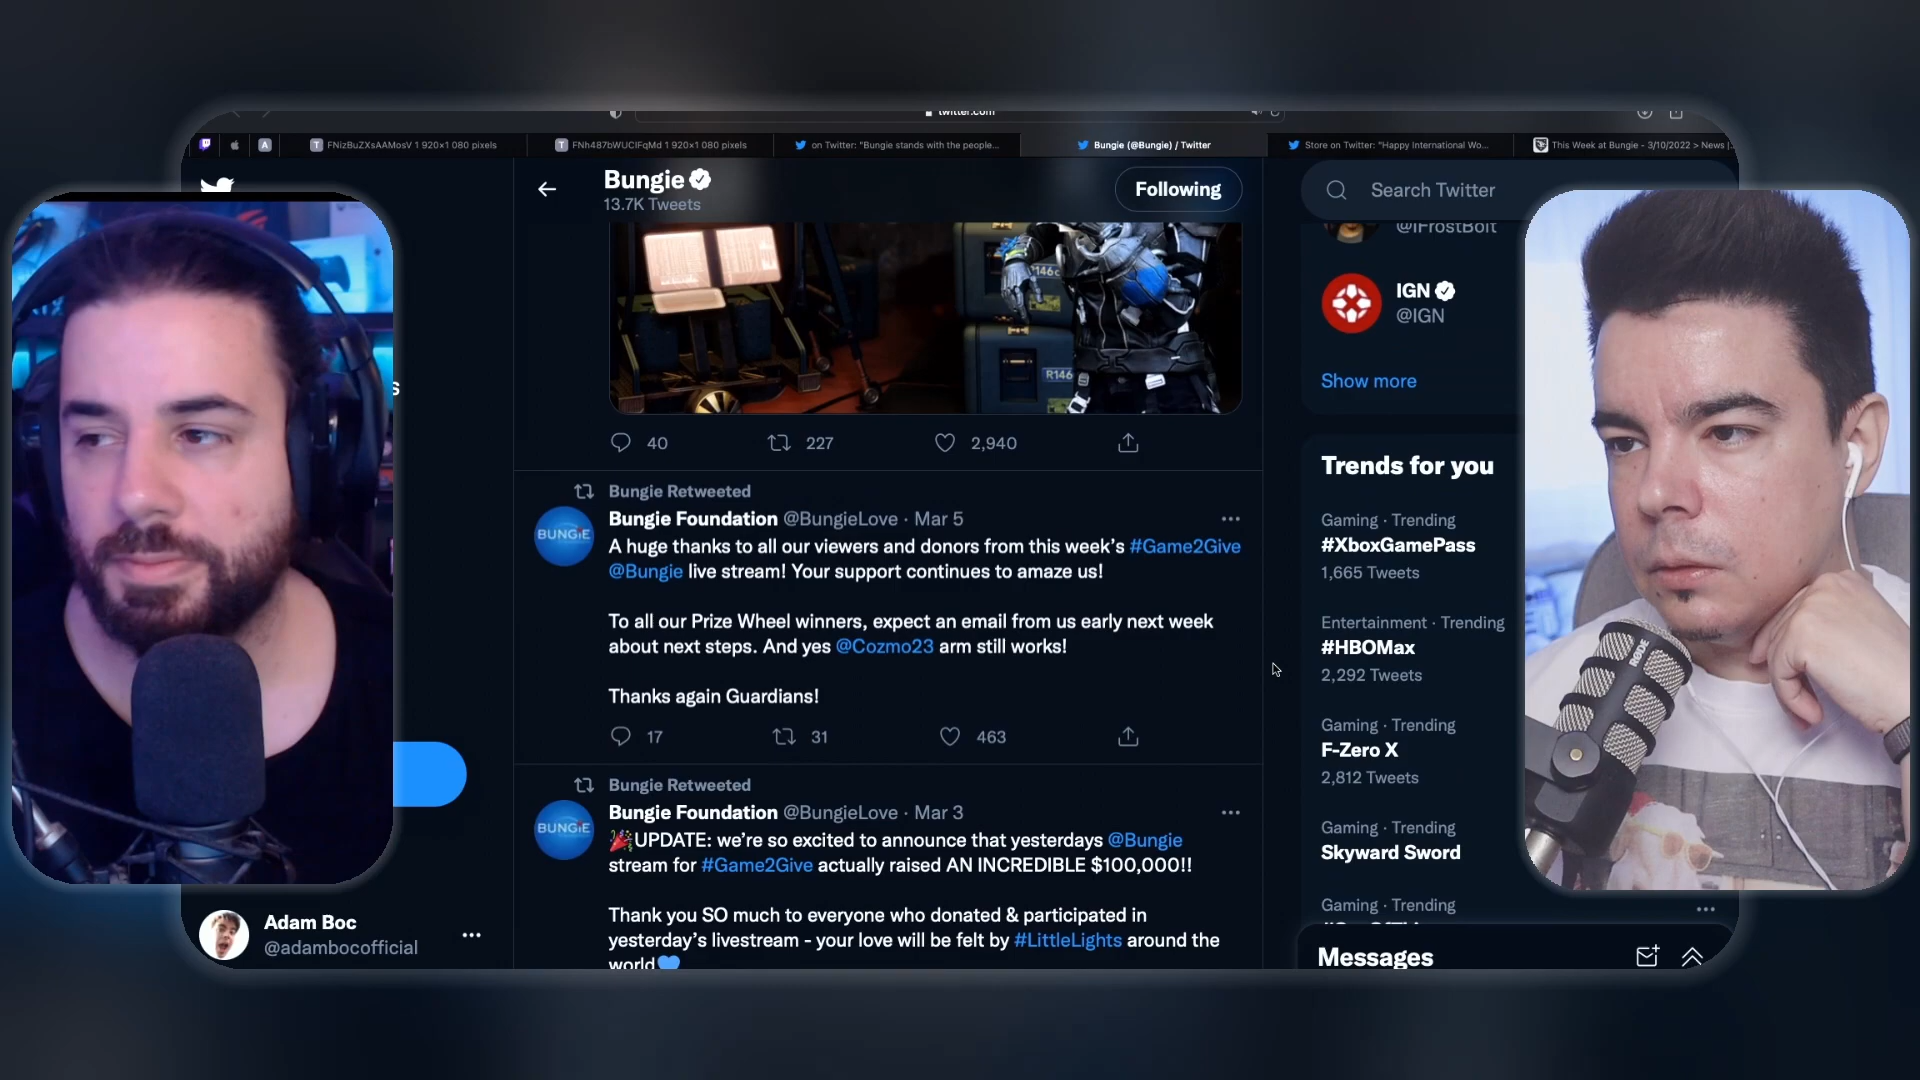 twitter.com
FNizBuZXsAAMosV 1 920×1 080 pixels
FNh487bWUCIFqMd 1 920×1 080 pixels
on Twitter: "Bungie stands with the people...
Bungie (@Bungie) / Twitter
Store on Twitter: "Happy International Wo...
This Week at Bungie - 3/10/2022 > News |
Bungie
13.7K Tweets
Following
Search Twitter
@iFrostBolt
R146
R146
IGN
@IGN
Show more
40
227
2,940
Trends for you
Gaming · Trending
#XboxGamePass
1,665 Tweets
Entertainment · Trending
#HBOMax
2,292 Tweets
Gaming · Trending
F-Zero X
2,812 Tweets
Gaming · Trending
Skyward Sword
Gaming · Trending
Bungie Retweeted
BUNGiE
Bungie Foundation @BungieLove · Mar 5
A huge thanks to all our viewers and donors from this week's #Game2Give
@Bungie live stream! Your support continues to amaze us!
To all our Prize Wheel winners, expect an email from us early next week
about next steps. And yes @Cozmo23 arm still works!
Thanks again Guardians!
17
31
463
Bungie Retweeted
BUNGiE
Bungie Foundation @BungieLove · Mar 3
🎉UPDATE: we're so excited to announce that yesterdays @Bungie
stream for #Game2Give actually raised AN INCREDIBLE $100,000!!
Thank you SO much to everyone who donated & participated in
yesterday's livestream - your love will be felt by #LittleLights around the
world💙
Adam Boc
@adambocofficial
Messages
RØDE